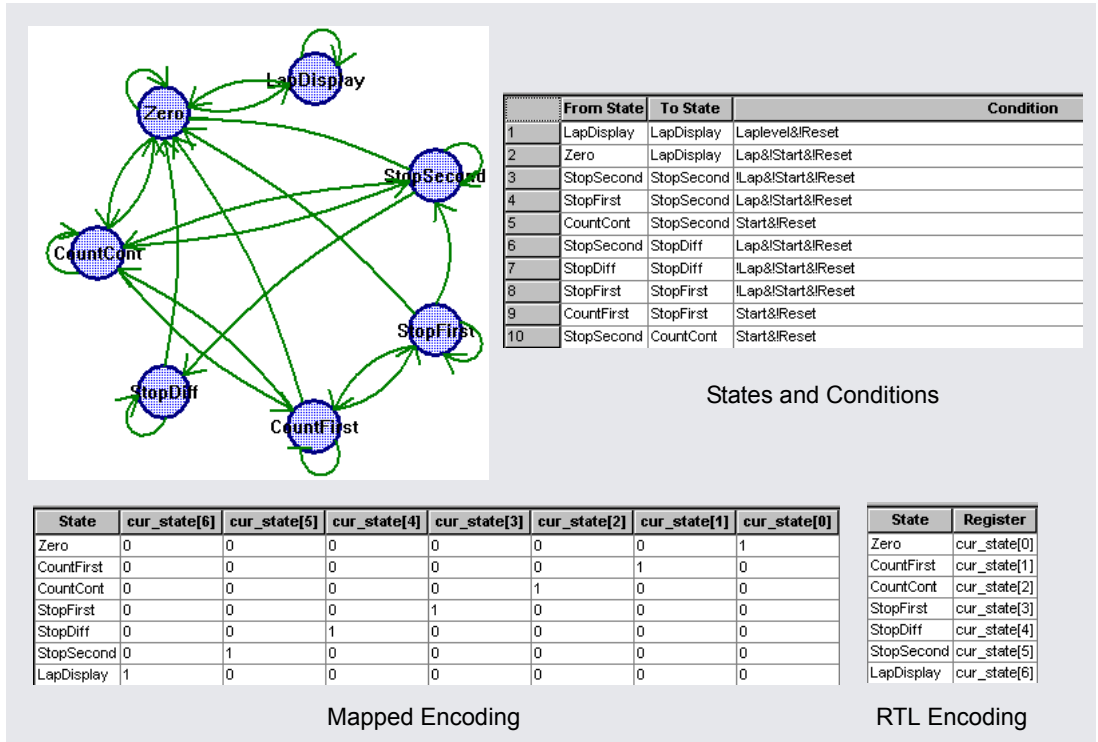 LapDisplay
Zero
StopSecond
CountCont
StopFirst
StopDiff
CountFirst
From State To State Condition
1 LapDisplay LapDisplay Laplevel&!Reset
2 Zero LapDisplay Lap&!Start&!Reset
3 StopSecond StopSecond !Lap&!Start&!Reset
4 StopFirst StopSecond Lap&!Start&!Reset
5 CountCont StopSecond Start&!Reset
6 StopSecond StopDiff Lap&!Start&!Reset
7 StopDiff StopDiff !Lap&!Start&!Reset
8 StopFirst StopFirst !Lap&!Start&!Reset
9 CountFirst StopFirst Start&!Reset
10 StopSecond CountCont Start&!Reset
States and Conditions
State cur_state[6] cur_state[5] cur_state[4] cur_state[3] cur_state[2] cur_state[1] cur_state[0]
Zero 0 0 0 0 0 0 1
CountFirst 0 0 0 0 0 1 0
CountCont 0 0 0 0 1 0 0
StopFirst 0 0 0 1 0 0 0
StopDiff 0 0 1 0 0 0 0
StopSecond 0 1 0 0 0 0 0
LapDisplay 1 0 0 0 0 0 0
Mapped Encoding
State Register
Zero cur_state[0]
CountFirst cur_state[1]
CountCont cur_state[2]
StopFirst cur_state[3]
StopDiff cur_state[4]
StopSecond cur_state[5]
LapDisplay cur_state[6]
RTL Encoding